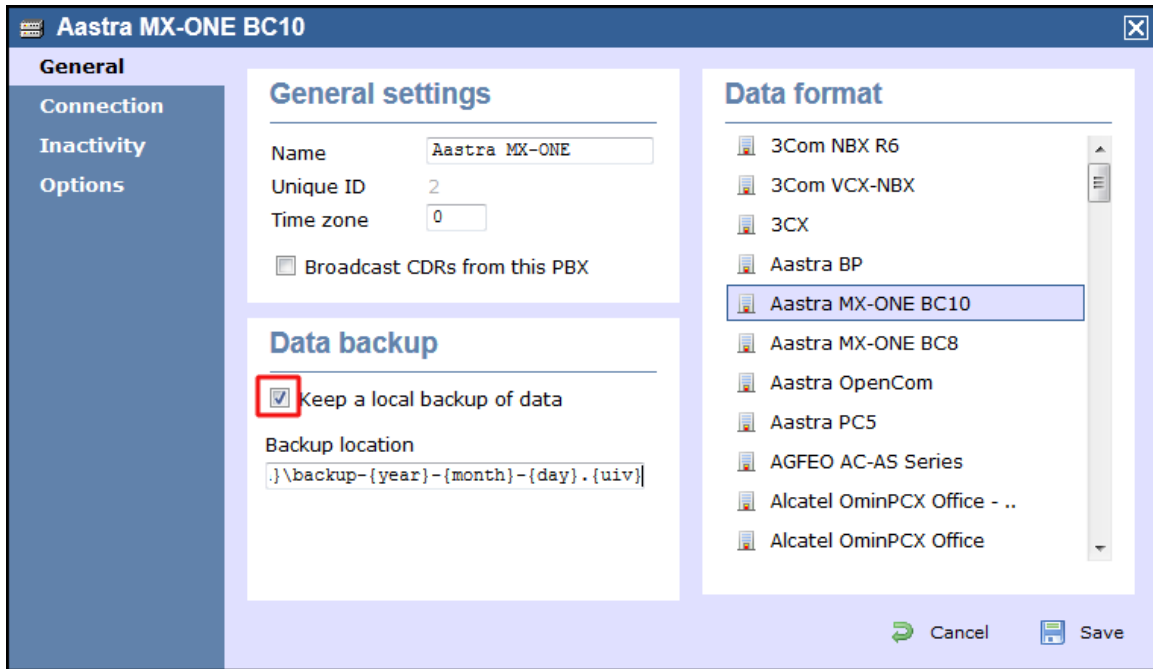 Aastra MX-ONE BC10
General
Connection
Inactivity
Options
General settings
Name Aastra MX-ONE
Unique ID 2
Time zone 0
Broadcast CDRs from this PBX
Data backup
Keep a local backup of data
Backup location
.}\backup-{year}-{month}-{day}.{uiv}
Data format
3Com NBX R6
3Com VCX-NBX
3CX
Aastra BP
Aastra MX-ONE BC10
Aastra MX-ONE BC8
Aastra OpenCom
Aastra PC5
AGFEO AC-AS Series
Alcatel OminPCX Office - ..
Alcatel OminPCX Office
Cancel Save